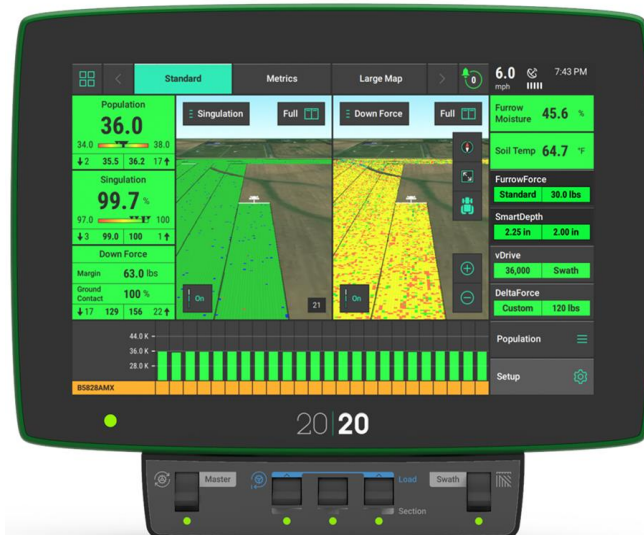 Standard
Metrics
Large Map
0
6.0
mph
7:43 PM
Population
36.0
34.0 38.0
2 35.5 36.2 17
Singulation
99.7 %
97.0 100
3 99.0 100 1
Down Force
Margin 63.0 lbs
Ground Contact 100 %
17 129 156 22
Singulation
Full
On
21
Down Force
Full
On
Furrow Moisture 45.6 %
Soil Temp 64.7 °F
FurrowForce
Standard 30.0 lbs
SmartDepth
2.25 in 2.00 in
vDrive
36,000 Swath
DeltaForce
Custom 120 lbs
Population
Setup
44.0 K
36.0 K
28.0 K
B5828AMX
20|20
Master
Load
Section
Swath